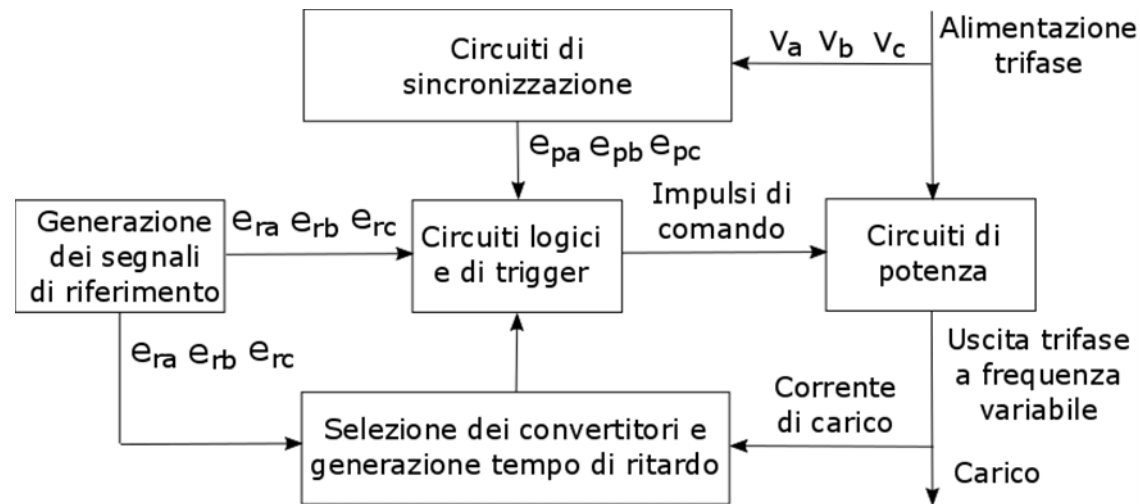 Circuiti di
sincronizzazione
va vb vc
Alimentazione
trifase
epa epb epc
Generazione
dei segnali
di riferimento
era erb erc
Circuiti logici
e di trigger
Impulsi di
comando
Circuiti di
potenza
era erb erc
Selezione dei convertitori e
generazione tempo di ritardo
Corrente
di carico
Uscita trifase
a frequenza
variabile
Carico